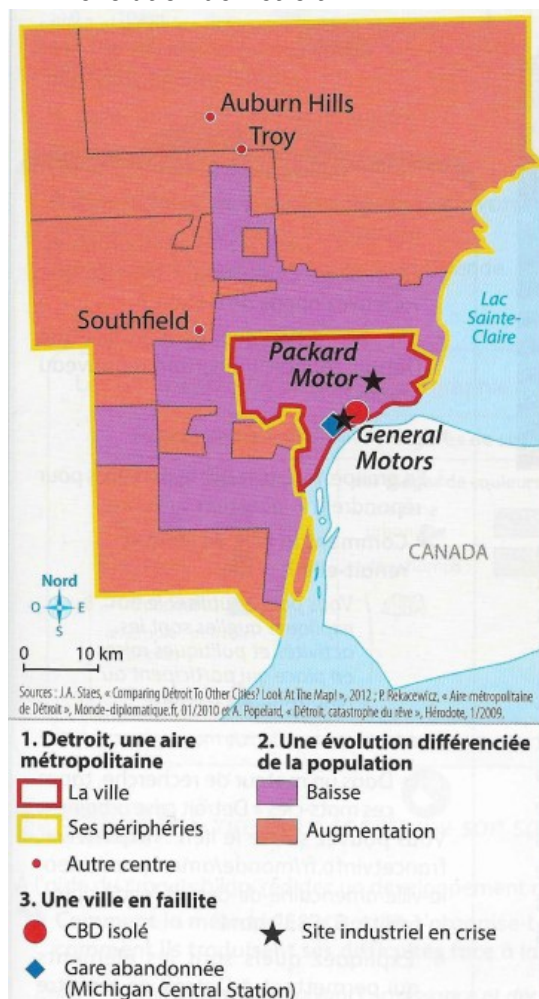 Auburn Hills
Troy
Lac
Sainte-
Claire
Southfield
Packard
Motor
General
Motors
CANADA
Nord
O E
S
0 10 km
Sources : J.A. Staes, « Comparing Détroit To Other Cities? Look At The Map! », 2012 ; P. Rekacewicz, « Aire métropolitaine
de Détroit », Monde-diplomatique.fr, 01/2010 et A. Popelard, « Détroit, catastrophe du rêve », Hérodote, 1/2009.
1. Detroit, une aire
métropolitaine
La ville
Ses périphéries
Autre centre
2. Une évolution différenciée
de la population
Baisse
Augmentation
3. Une ville en faillite
CBD isolé
Gare abandonnée
(Michigan Central Station)
Site industriel en crise